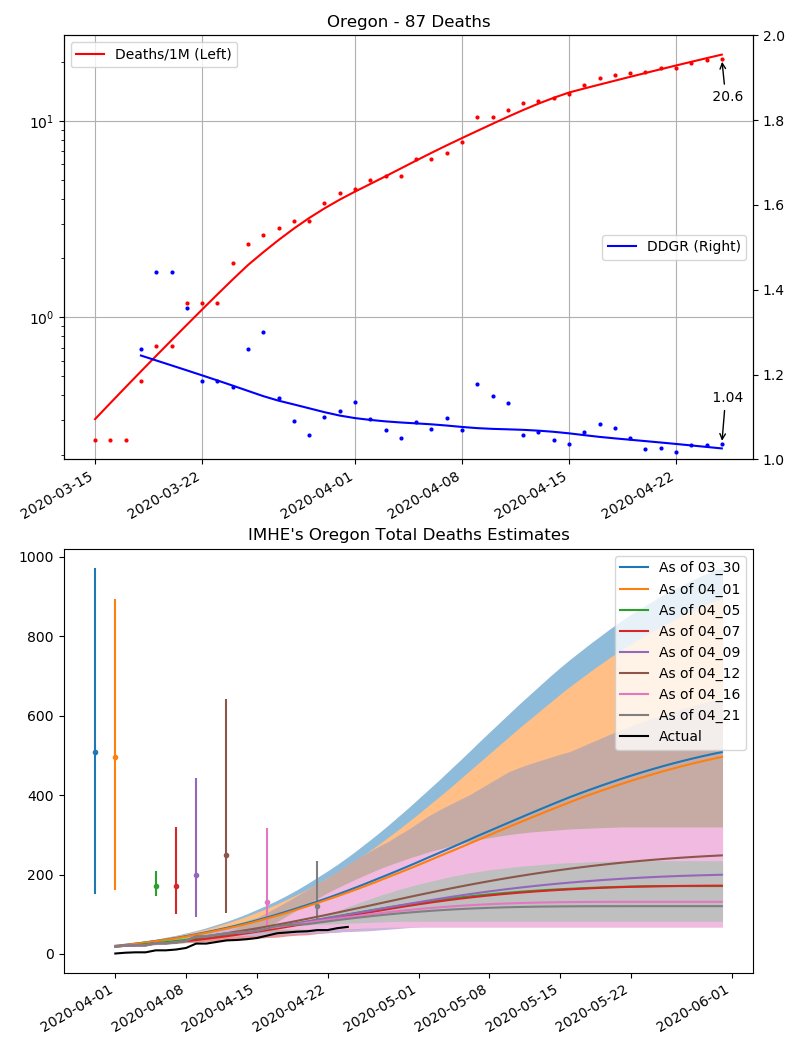 Oregon - 87 Deaths
Deaths/1M (Left)
DDGR (Right)
20.6
1.04
10¹
10⁰
2.0
1.8
1.6
1.4
1.2
1.0
2020-03-15
2020-03-22
2020-04-01
2020-04-08
2020-04-15
2020-04-22
IMHE's Oregon Total Deaths Estimates
1000
800
600
400
200
0
As of 03_30
As of 04_01
As of 04_05
As of 04_07
As of 04_09
As of 04_12
As of 04_16
As of 04_21
Actual
2020-04-01
2020-04-08
2020-04-15
2020-04-22
2020-05-01
2020-05-08
2020-05-15
2020-05-22
2020-06-01